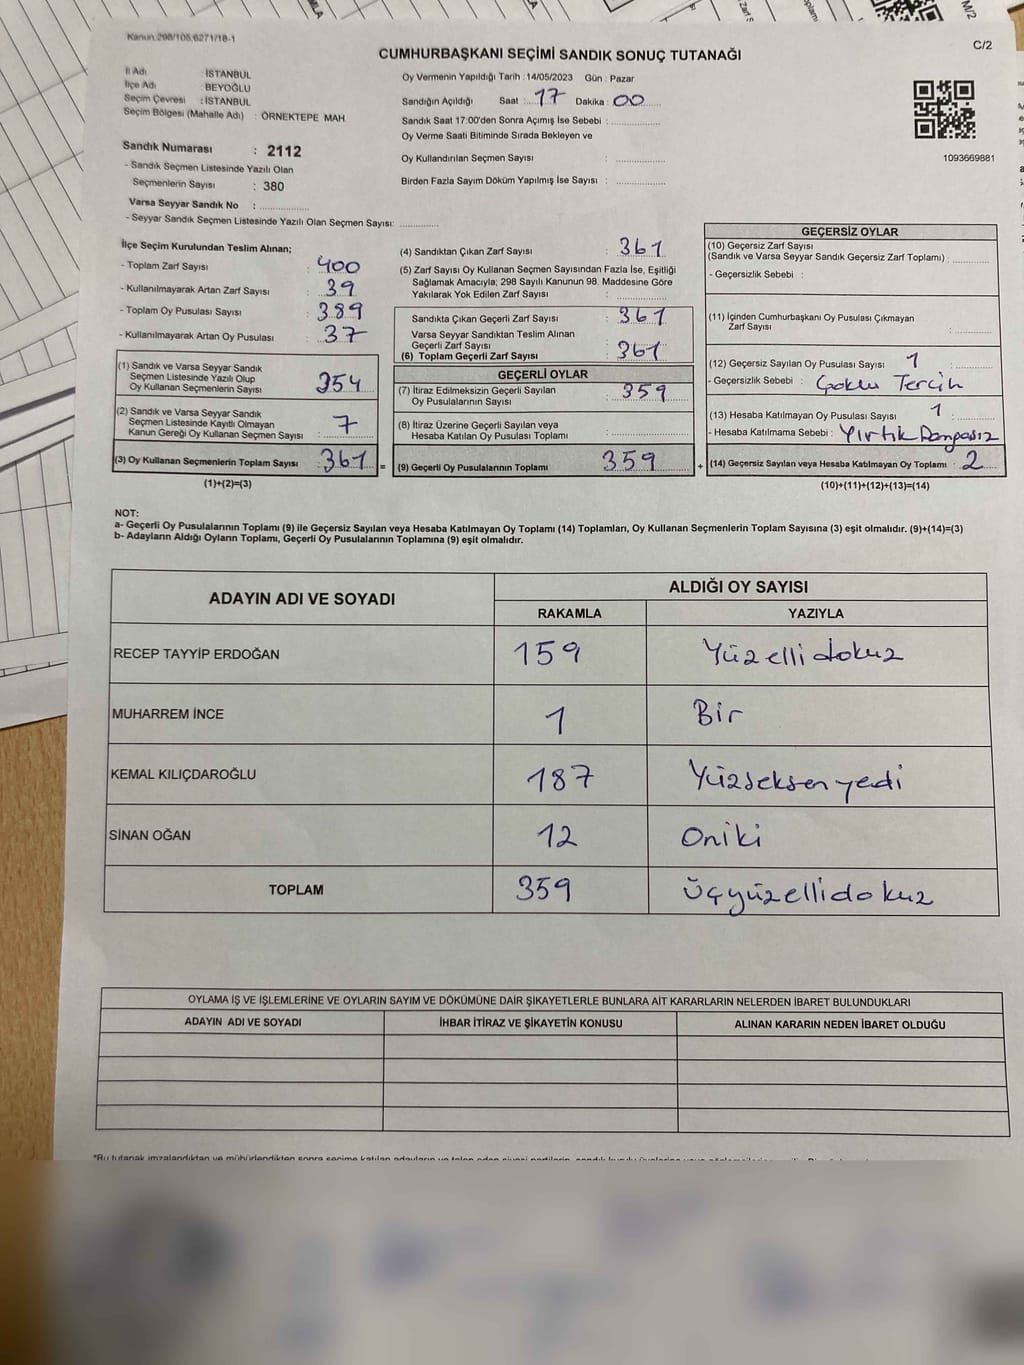 Kanun:298/105,6271/18-1
C/2
CUMHURBAŞKANI SEÇİMİ SANDIK SONUÇ TUTANAĞI
İl Adı : İSTANBUL
İlçe Adı : BEYOĞLU
Seçim Çevresi : İSTANBUL
Seçim Bölgesi (Mahalle Adı) : ÖRNEKTEPE MAH.
Sandık Numarası : 2112
- Sandık Seçmen Listesinde Yazılı Olan
Seçmenlerin Sayısı : 380
Varsa Seyyar Sandık No :
- Seyyar Sandık Seçmen Listesinde Yazılı Olan Seçmen Sayısı:
Oy Vermenin Yapıldığı Tarih : 14/05/2023 Gün : Pazar
Sandığın Açıldığı Saat : 17 Dakika : 00
Sandık Saat 17:00'den Sonra Açımış İse Sebebi :
Oy Verme Saati Bitiminde Sırada Bekleyen ve
Oy Kullandırılan Seçmen Sayısı :
Birden Fazla Sayım Döküm Yapılmış İse Sayısı :
1093669881
İlçe Seçim Kurulundan Teslim Alınan;
- Toplam Zarf Sayısı : 400
- Kullanılmayarak Artan Zarf Sayısı : 39
- Toplam Oy Pusulası Sayısı : 389
- Kullanılmayarak Artan Oy Pusulası : 37
(1) Sandık ve Varsa Seyyar Sandık
Seçmen Listesinde Yazılı Olup
Oy Kullanan Seçmenlerin Sayısı : 354
(2) Sandık ve Varsa Seyyar Sandık
Seçmen Listesinde Kayıtlı Olmayan
Kanun Gereği Oy Kullanan Seçmen Sayısı : 7
(3) Oy Kullanan Seçmenlerin Toplam Sayısı : 361 =
(1)+(2)=(3)
(4) Sandıktan Çıkan Zarf Sayısı : 361
(5) Zarf Sayısı Oy Kullanan Seçmen Sayısından Fazla İse, Eşitliği
Sağlamak Amacıyla; 298 Sayılı Kanunun 98. Maddesine Göre
Yakılarak Yok Edilen Zarf Sayısı :
Sandıkta Çıkan Geçerli Zarf Sayısı : 361
Varsa Seyyar Sandıktan Teslim Alınan
Geçerli Zarf Sayısı :
(6) Toplam Geçerli Zarf Sayısı : 361
GEÇERLİ OYLAR
(7) İtiraz Edilmeksizin Geçerli Sayılan
Oy Pusulalarının Sayısı : 359
(8) İtiraz Üzerine Geçerli Sayılan veya
Hesaba Katılan Oy Pusulası Toplamı :
(9) Geçerli Oy Pusulalarının Toplamı 359 +
GEÇERSİZ OYLAR
(10) Geçersiz Zarf Sayısı
(Sandık ve Varsa Seyyar Sandık Geçersiz Zarf Toplamı) :
- Geçersizlik Sebebi :
(11) İçinden Cumhurbaşkanı Oy Pusulası Çıkmayan
Zarf Sayısı :
(12) Geçersiz Sayılan Oy Pusulası Sayısı : 1
- Geçersizlik Sebebi : Çoklu Tercih
(13) Hesaba Katılmayan Oy Pusulası Sayısı : 1
- Hesaba Katılmama Sebebi : Yırtık Damgasız
(14) Geçersiz Sayılan veya Hesaba Katılmayan Oy Toplamı : 2
(10)+(11)+(12)+(13)=(14)
NOT:
a- Geçerli Oy Pusulalarının Toplamı (9) ile Geçersiz Sayılan veya Hesaba Katılmayan Oy Toplamı (14) Toplamları, Oy Kullanan Seçmenlerin Toplam Sayısına (3) eşit olmalıdır. (9)+(14)=(3)
b- Adayların Aldığı Oyların Toplamı, Geçerli Oy Pusulalarının Toplamına (9) eşit olmalıdır.
ADAYIN ADI VE SOYADI ALDIĞI OY SAYISI
RAKAMLA YAZIYLA
RECEP TAYYİP ERDOĞAN 159 Yüzellidokuz
MUHARREM İNCE 1 Bir
KEMAL KILIÇDAROĞLU 187 Yüzseksenyedi
SİNAN OĞAN 12 Oniki
TOPLAM 359 Üçyüzellidokuz
OYLAMA İŞ VE İŞLEMLERİNE VE OYLARIN SAYIM VE DÖKÜMÜNE DAİR ŞİKAYETLERLE BUNLARA AİT KARARLARIN NELERDEN İBARET BULUNDUKLARI
ADAYIN ADI VE SOYADI İHBAR İTİRAZ VE ŞİKAYETİN KONUSU ALINAN KARARIN NEDEN İBARET OLDUĞU
*Bu tutanak imzalandıktan ve mühürlendikten sonra seçime katılan adayların